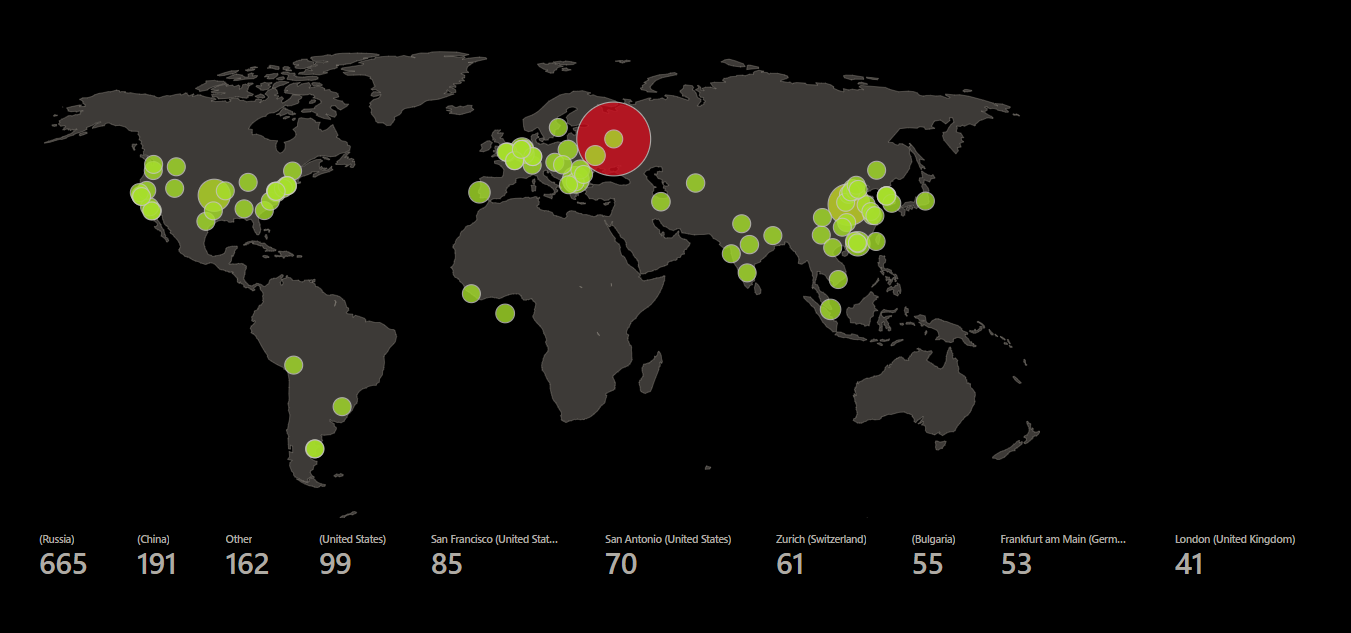 (Russia) (China) Other (United States) San Francisco (United Stat... San Antonio (United States) Zurich (Switzerland) (Bulgaria) Frankfurt am Main (Germ... London (United Kingdom)
665 191 162 99 85 70 61 55 53 41